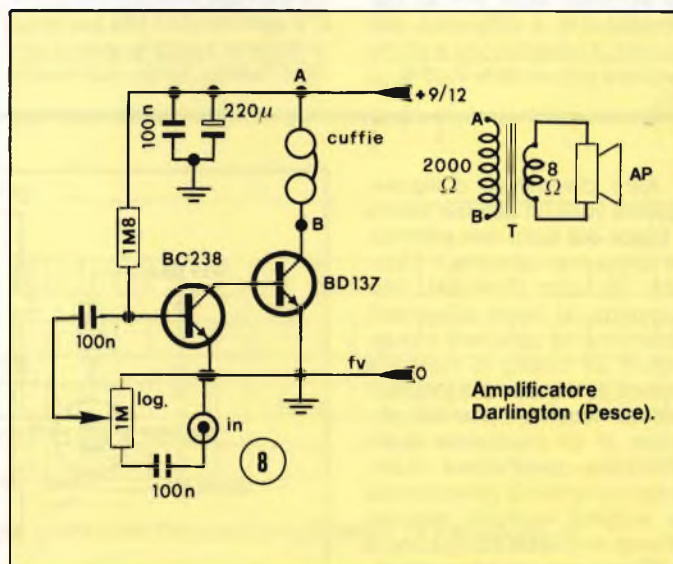 A
+9/12
100n
220μ
cuffie
A
2000
Ω
B
8
Ω
AP
T
1M8
B
BC238
BD137
100n
fv
0
1M
log.
in
8
100n
Amplificatore
Darlington (Pesce).